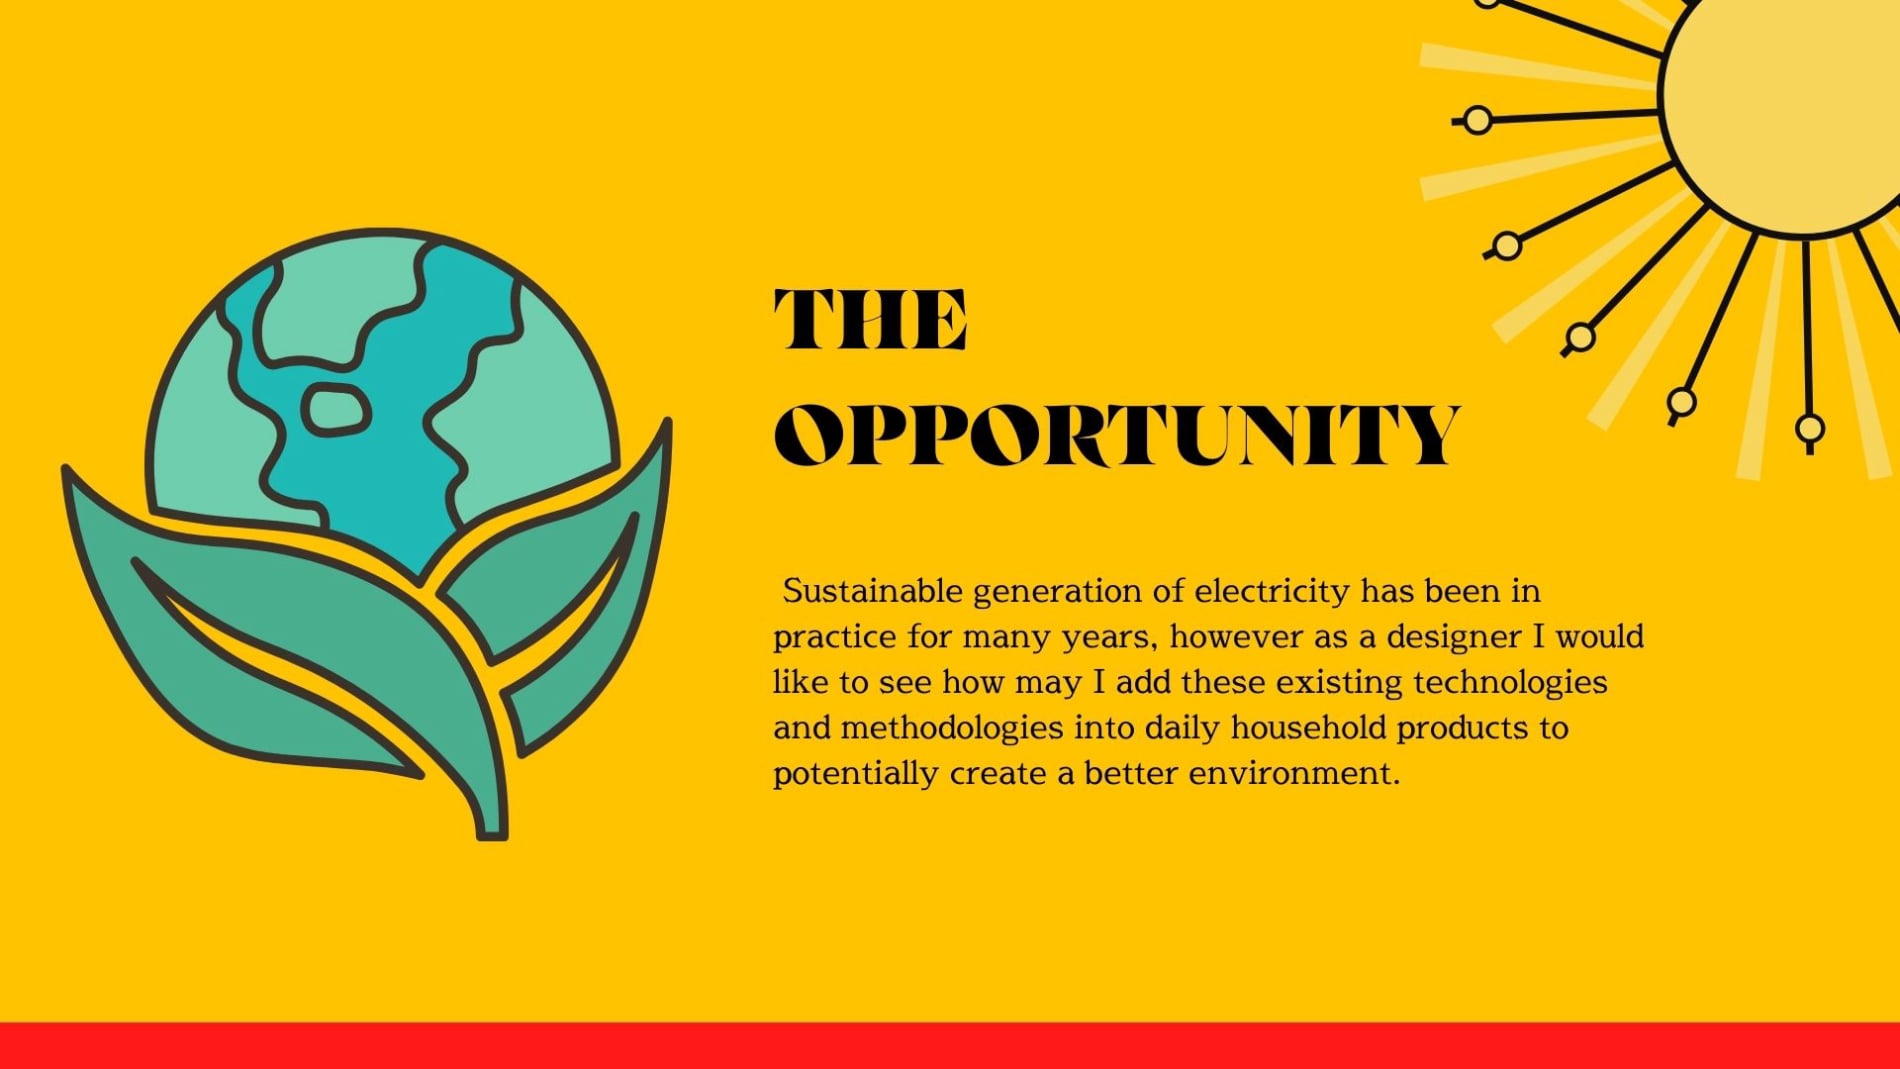 THE
OPPORTUNITY
Sustainable generation of electricity has been in
practice for many years, however as a designer I would
like to see how may I add these existing technologies
and methodologies into daily household products to
potentially create a better environment.